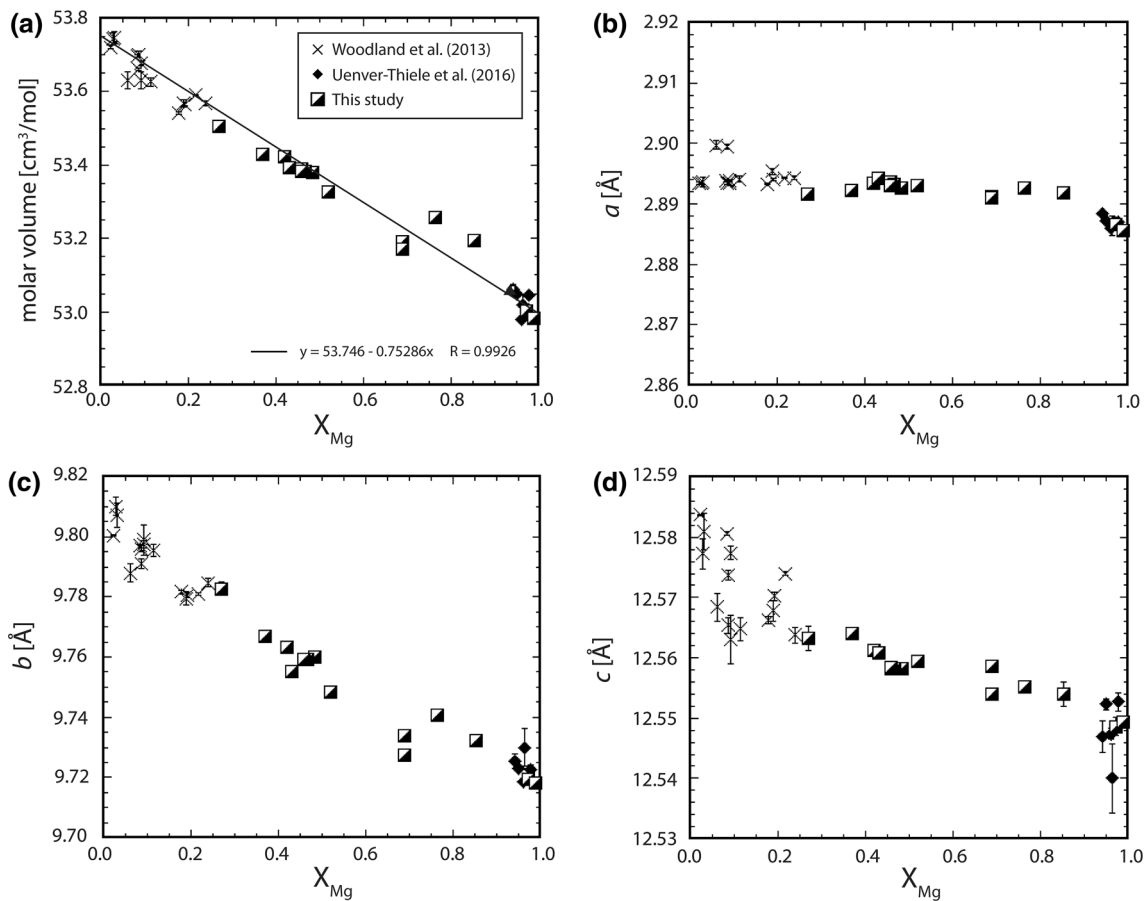 (a)
53.8
53.6
53.4
53.2
53.0
52.8
molar volume [cm³/mol]
× Woodland et al. (2013)
◆ Uenver-Thiele et al. (2016)
This study
y = 53.746 - 0.75286x R = 0.9926
0.0 0.2 0.4 0.6 0.8 1.0
X_Mg
(b)
2.92
2.91
2.90
2.89
2.88
2.87
2.86
a [Å]
0.0 0.2 0.4 0.6 0.8 1.0
X_Mg
(c)
9.82
9.80
9.78
9.76
9.74
9.72
9.70
b [Å]
0.0 0.2 0.4 0.6 0.8 1.0
X_Mg
(d)
12.59
12.58
12.57
12.56
12.55
12.54
12.53
c [Å]
0.0 0.2 0.4 0.6 0.8 1.0
X_Mg